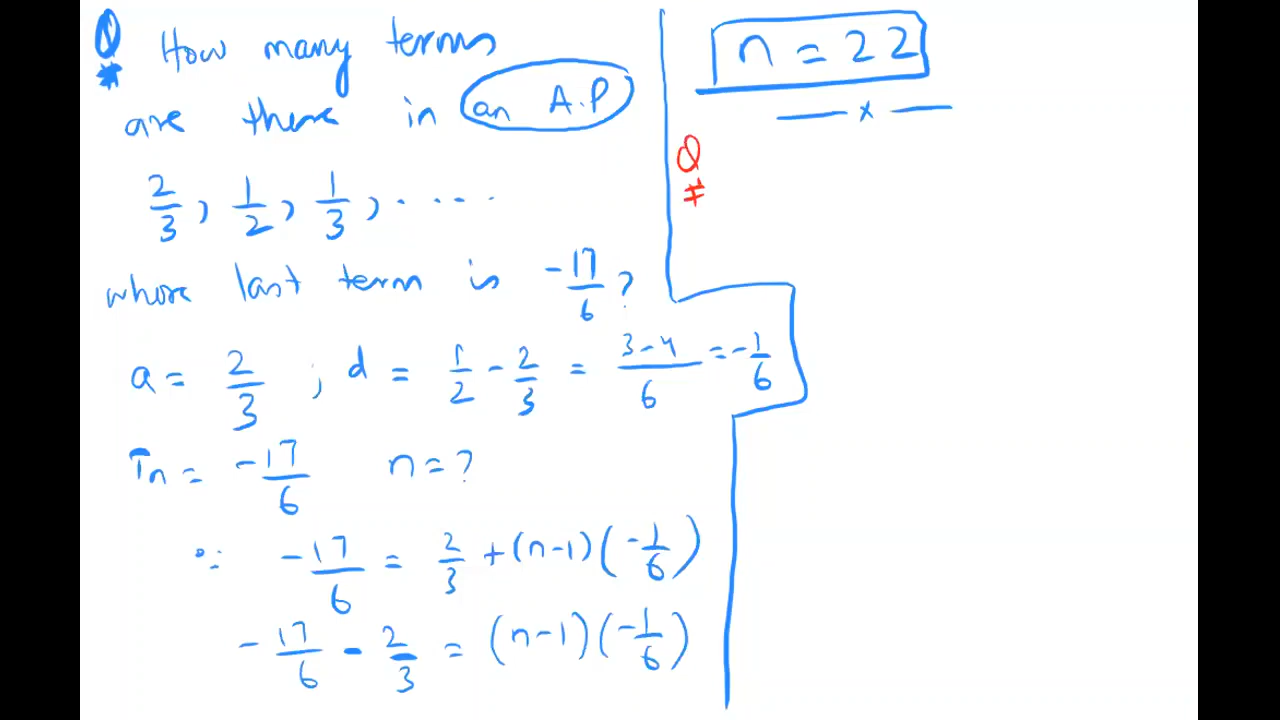 Q How many terms
* are there in an A.P
2/3, 1/2, 1/3, ....
whose last term is -17/6?
a = 2/3 ; d = 1/2 - 2/3 = 3-4/6 = -1/6
Tn = -17/6 n = ?
∵ -17/6 = 2/3 + (n-1)(-1/6)
-17/6 - 2/3 = (n-1)(-1/6)
n = 22
— x —
Q
#